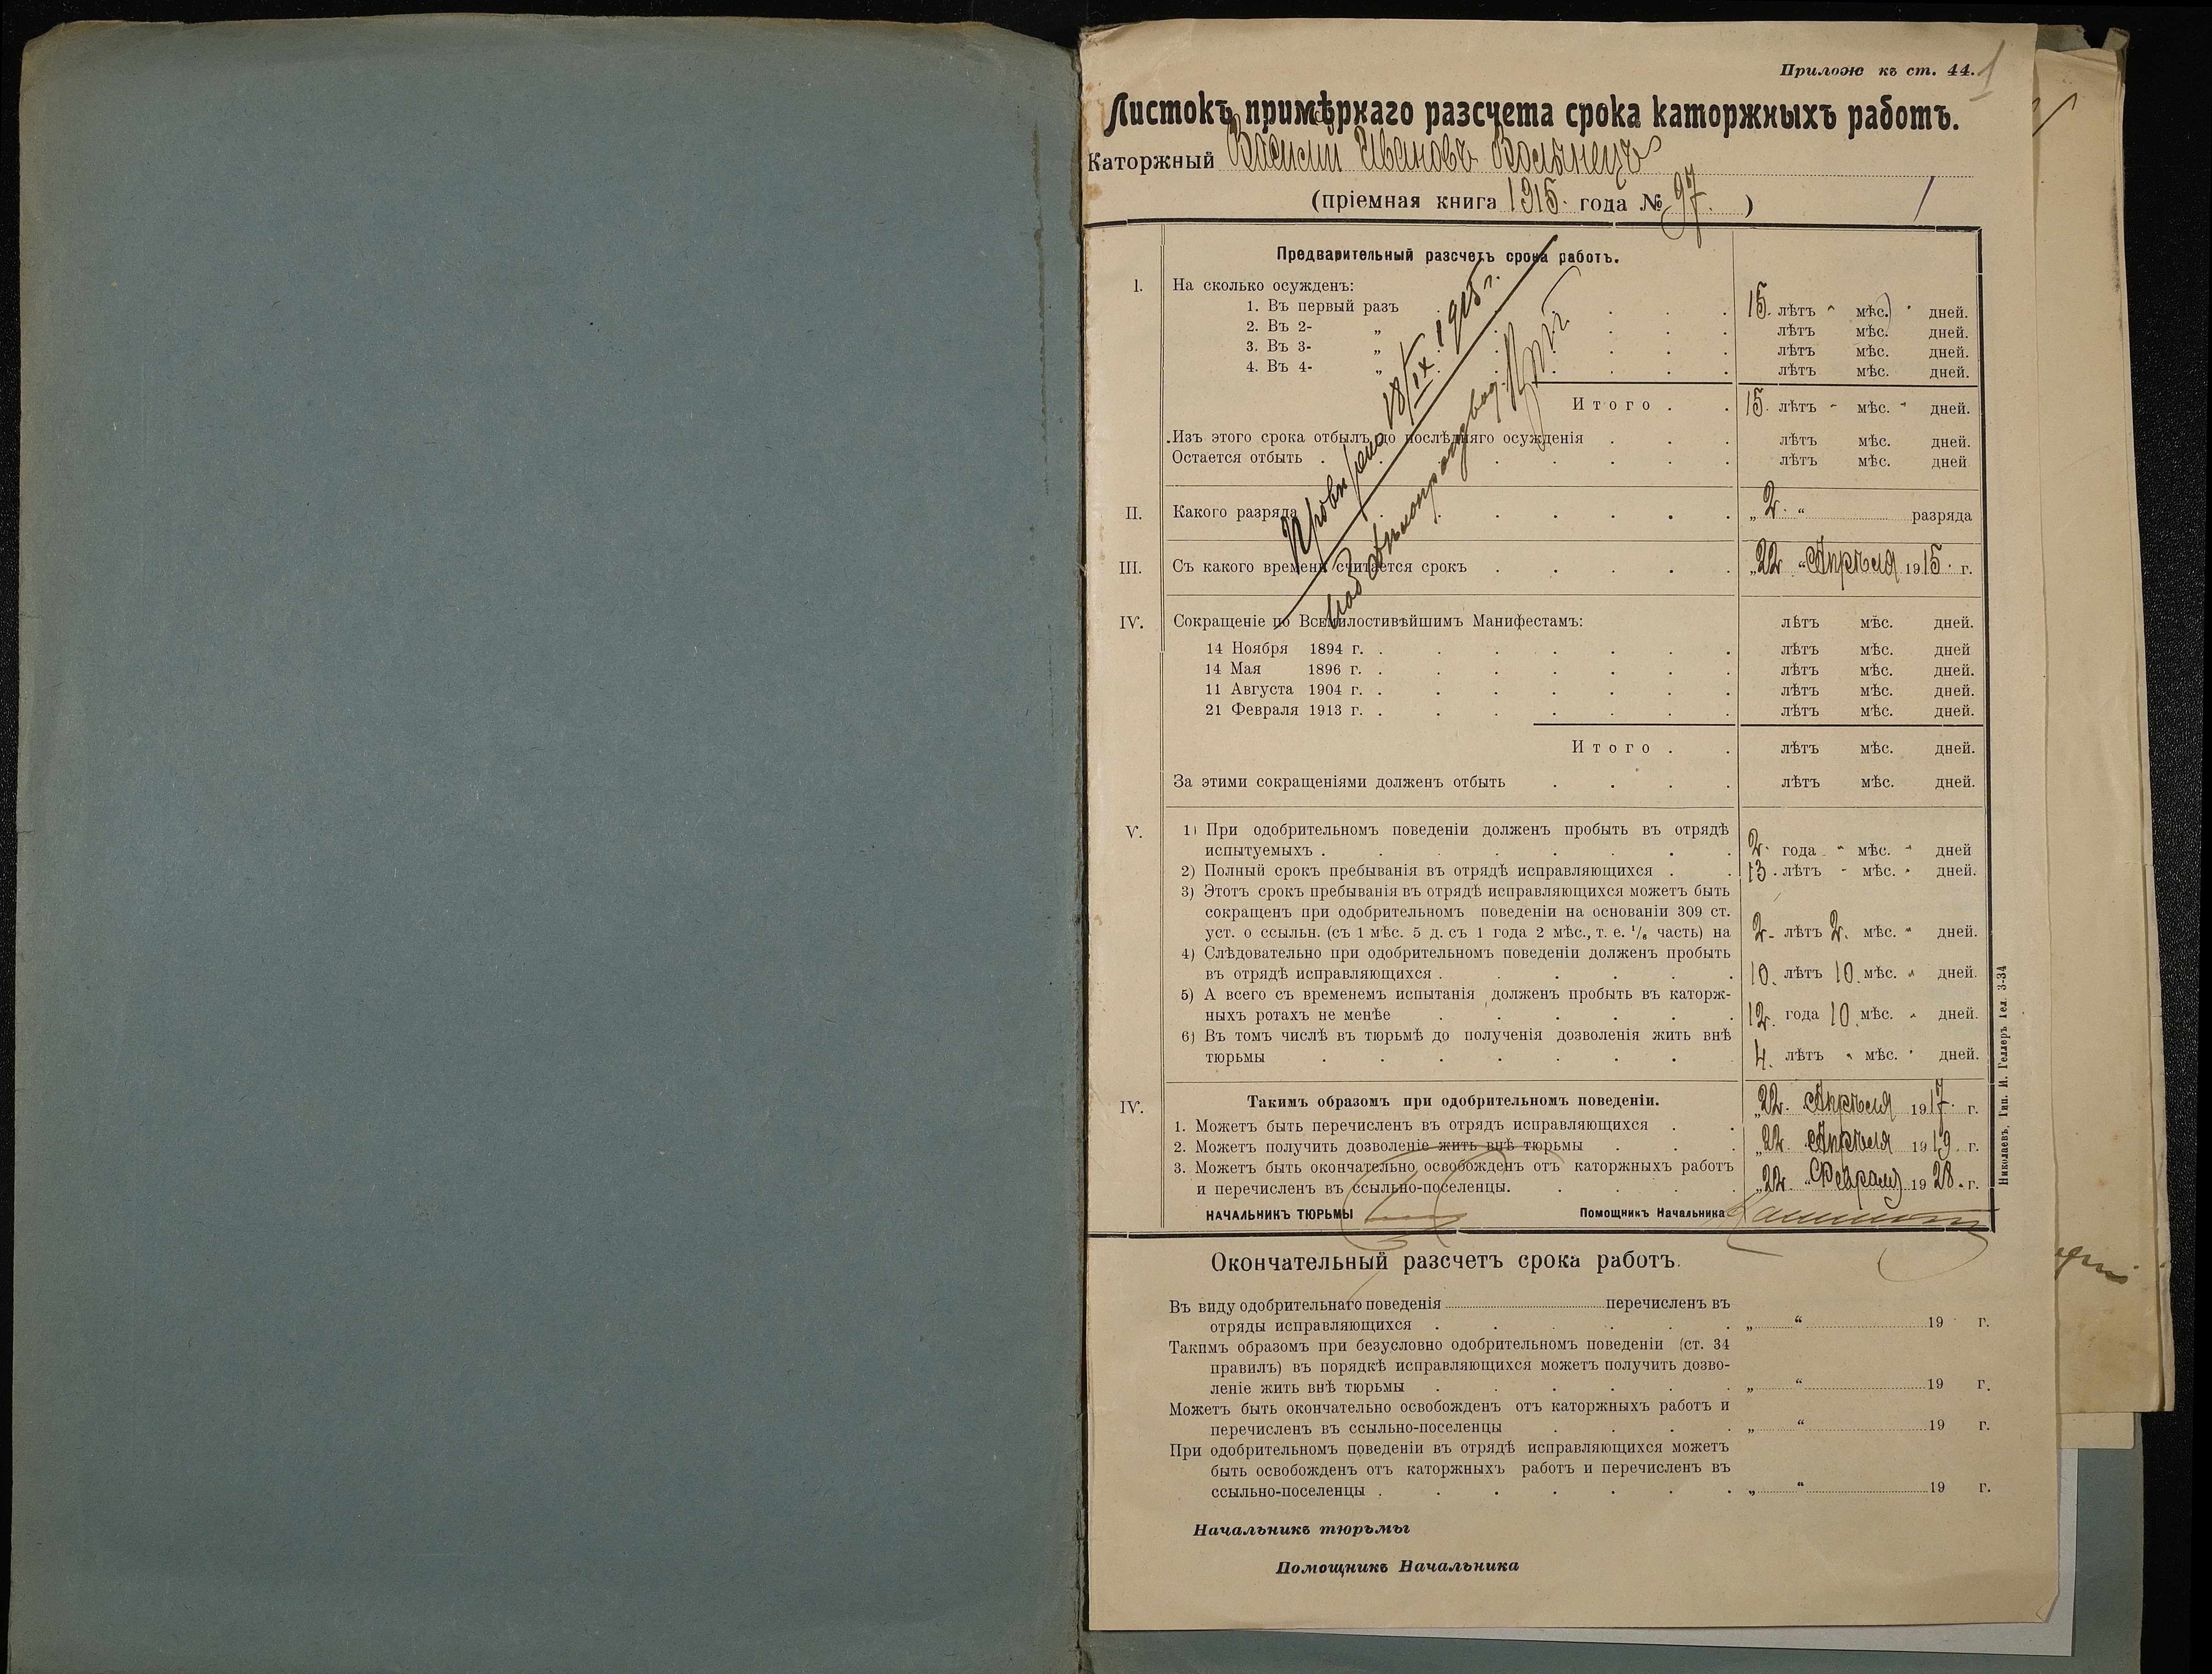 Прилож къ ст. 44.
1
Листокъ примѣрнаго разсчета срока каторжныхъ работъ.
Каторжный Василий Ивановъ Волынецъ
(пріемная книга 1915. года № 97. )
Предварительный разсчетъ срока работъ.
I. На сколько осужденъ:
1. Въ первый разъ . . . . 15. лѣтъ мѣс. дней.
2. Въ 2- „ . . . . лѣтъ мѣс. дней.
3. Въ 3- „ . . . . лѣтъ мѣс. дней.
4. Въ 4- „ . . . . лѣтъ мѣс. дней.
Итого . . 15. лѣтъ - мѣс. - дней.
Изъ этого срока отбылъ до послѣдняго осужденія . . . лѣтъ мѣс. дней.
Остается отбыть . . . . . лѣтъ мѣс. дней
II. Какого разряда . . . . . „2.“ разряда
III. Съ какого времени считается срокъ . . . . . „22“ Апрѣля 1915. г.
IV. Сокращеніе по Всемилостивѣйшимъ Манифестамъ: лѣтъ мѣс. дней.
14 Ноября 1894 г. . . . . . . . лѣтъ мѣс. дней
14 Мая 1896 г. . . . . . . . лѣтъ мѣс. дней.
11 Августа 1904 г. . . . . . . . лѣтъ мѣс. дней.
21 Февраля 1913 г. . . . . . . . лѣтъ мѣс. дней.
Итого . . лѣтъ мѣс. дней.
За этими сокращеніями долженъ отбыть . . . . лѣтъ мѣс. дней.
Провѣрено 18/IX 1915 г.
V. 1) При одобрительномъ поведеніи долженъ пробыть въ отрядѣ
испытуемыхъ . . . . . . . . 2. года - мѣс. - дней
2) Полный срокъ пребыванія въ отрядѣ исправляющихся . . 13. лѣтъ - мѣс. - дней.
3) Этотъ срокъ пребыванія въ отрядѣ исправляющихся можетъ быть
сокращенъ при одобрительномъ поведеніи на основаніи 309 ст.
уст. о ссыльн. (съ 1 мѣс. 5 д. съ 1 года 2 мѣс., т. е. 1/6 часть) на 2- лѣтъ 2. мѣс. - дней.
4) Слѣдовательно при одобрительномъ поведеніи долженъ пробыть
въ отрядѣ исправляющихся . . . . . . 10. лѣтъ 10. мѣс. „ дней.
5) А всего съ временемъ испытанія долженъ пробыть въ каторж-
ныхъ ротахъ не менѣе . . . . . . 12. года 10. мѣс. „ дней.
6) Въ томъ числѣ въ тюрьмѣ до полученія дозволенія жить внѣ
тюрьмы . . . . . . . 4. лѣтъ „ мѣс. „ дней.
IV. Такимъ образомъ при одобрительномъ поведеніи.
1. Можетъ быть перечисленъ въ отрядъ исправляющихся . . „22. Апрѣля 1917. г.
2. Можетъ получить дозволеніе жить внѣ тюрьмы . . . „22. Апрѣля 1919. г.
3. Можетъ быть окончательно освобожденъ отъ каторжныхъ работъ
и перечисленъ въ ссыльно-поселенцы. . . . . „22 “ Февраля 1928. г.
НАЧАЛЬНИКЪ ТЮРЬМЫ Помощникъ Начальника
Николаевъ, Тип. И. Геллеръ Тел. 3-34
Окончательный разсчетъ срока работъ.
Въ виду одобрительнаго поведенія перечисленъ въ
отряды исправляющихся . . . . . . „ “ 19 г.
Такимъ образомъ при безусловно одобрительномъ поведеніи (ст. 34
правилъ) въ порядкѣ исправляющихся можетъ получить дозво-
леніе жить внѣ тюрьмы . . . . . . „ “ 19 г.
Можетъ быть окончательно освобожденъ отъ каторжныхъ работъ и
перечисленъ въ ссыльно-поселенцы . . . . „ “ 19 г.
При одобрительномъ поведеніи въ отрядѣ исправляющихся можетъ
быть освобожденъ отъ каторжныхъ работъ и перечисленъ въ
ссыльно-поселенцы . . . . . . . „ “ 19 г.
Начальникъ тюрьмы
Помощникъ Начальника